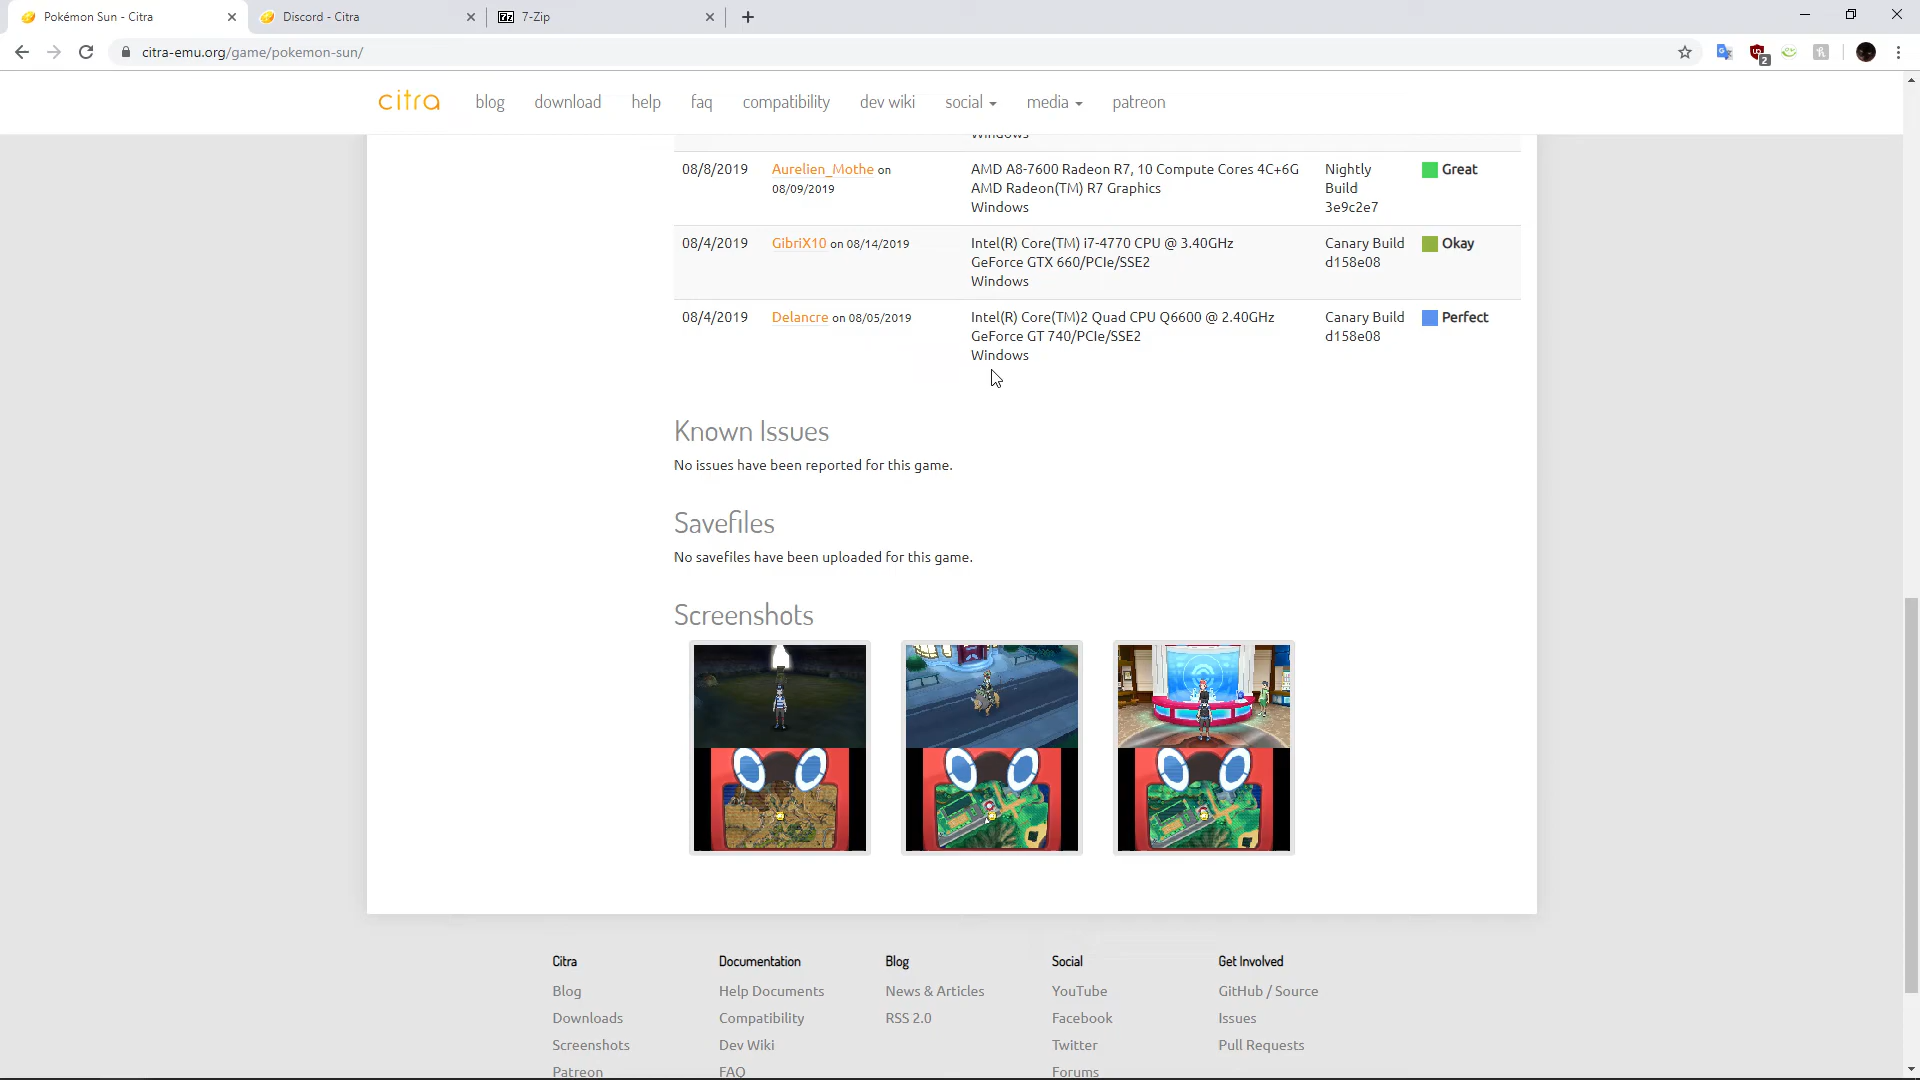 Pokémon Sun - Citra
Discord - Citra
7z 7-Zip
citra-emu.org/game/pokemon-sun/
2
citra blog download help faq compatibility dev wiki social media patreon
Windows
08/8/2019 Aurelien_Mothe on AMD A8-7600 Radeon R7, 10 Compute Cores 4C+6G Nightly Great
08/09/2019 AMD Radeon(TM) R7 Graphics Build
Windows 3e9c2e7
08/4/2019 GibriX10 on 08/14/2019 Intel(R) Core(TM) i7-4770 CPU @ 3.40GHz Canary Build Okay
GeForce GTX 660/PCIe/SSE2 d158e08
Windows
08/4/2019 Delancre on 08/05/2019 Intel(R) Core(TM)2 Quad CPU Q6600 @ 2.40GHz Canary Build Perfect
GeForce GT 740/PCIe/SSE2 d158e08
Windows
Known Issues
No issues have been reported for this game.
Savefiles
No savefiles have been uploaded for this game.
Screenshots
Citra Documentation Blog Social Get Involved
Blog Help Documents News & Articles YouTube GitHub / Source
Downloads Compatibility RSS 2.0 Facebook Issues
Screenshots Dev Wiki Twitter Pull Requests
Patreon FAQ Forums